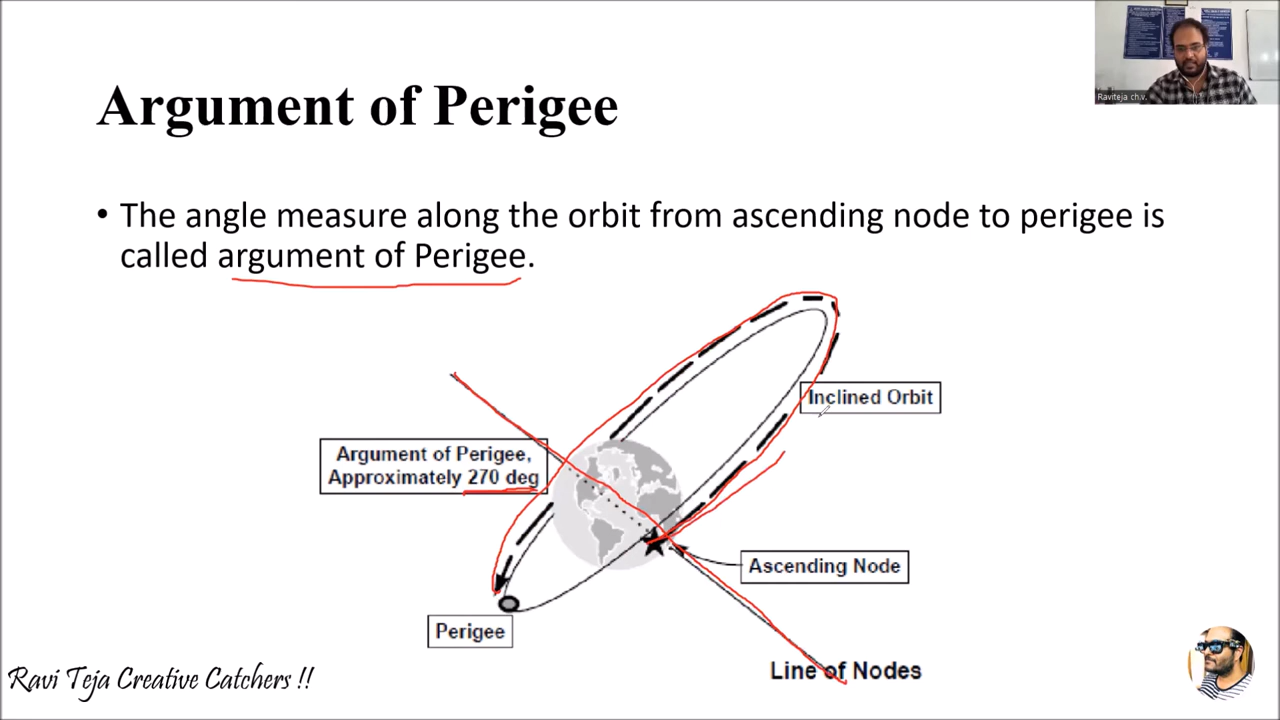 Raviteja ch.v.
Argument of Perigee
• The angle measure along the orbit from ascending node to perigee is
called argument of Perigee.
Inclined Orbit
Argument of Perigee,
Approximately 270 deg
Ascending Node
Perigee
Line of Nodes
Ravi Teja Creative Catchers !!